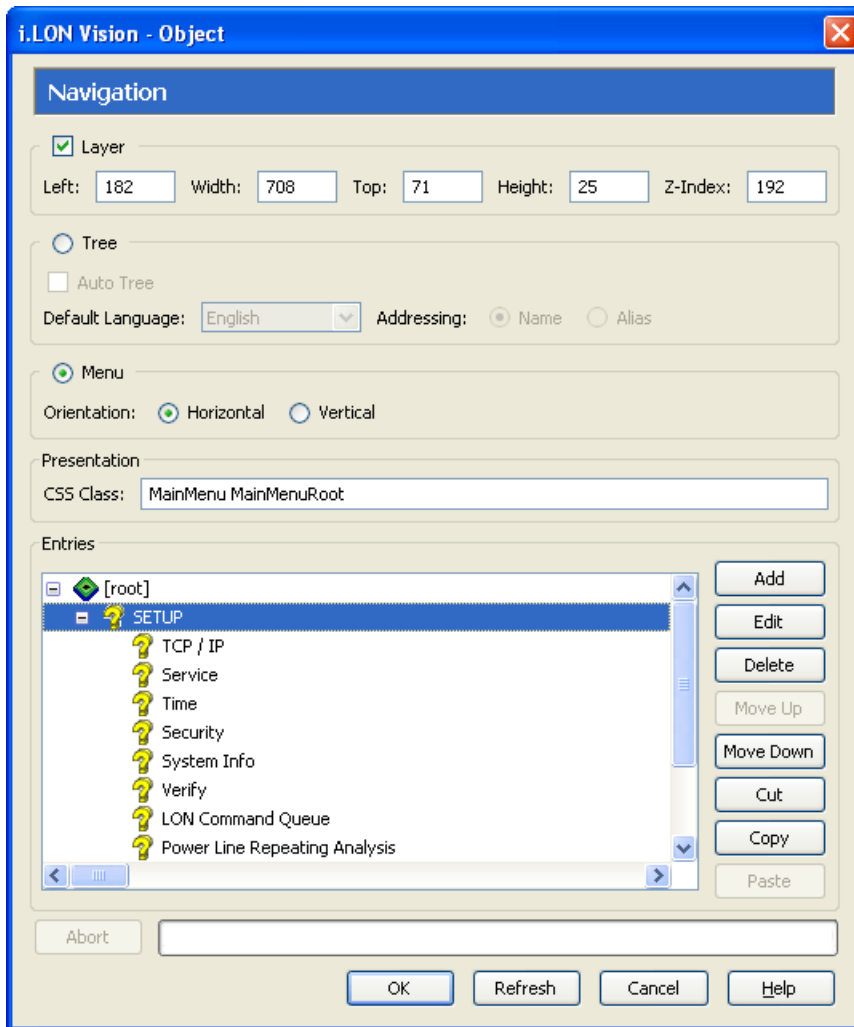 i.LON Vision - Object
Navigation
Layer
Left: 182 Width: 708 Top: 71 Height: 25 Z-Index: 192
Tree
Auto Tree
Default Language: English Addressing: Name Alias
Menu
Orientation: Horizontal Vertical
Presentation
CSS Class: MainMenu MainMenuRoot
Entries
[root]
SETUP
TCP / IP
Service
Time
Security
System Info
Verify
LON Command Queue
Power Line Repeating Analysis
Add
Edit
Delete
Move Up
Move Down
Cut
Copy
Paste
Abort
OK Refresh Cancel Help